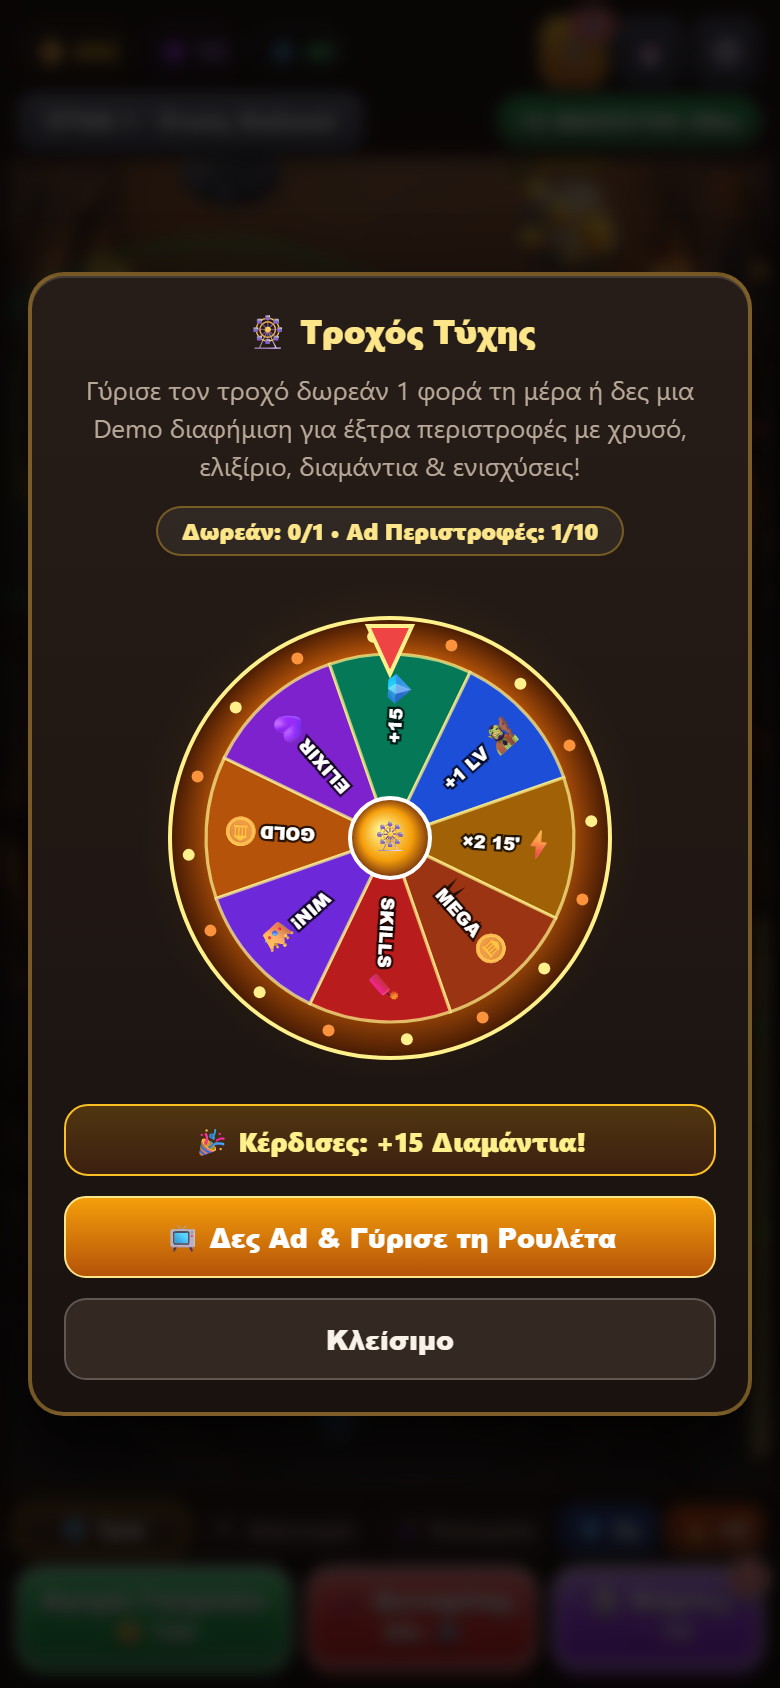 Τροχός Τύχης
Γύρισε τον τροχό δωρεάν 1 φορά τη μέρα ή δες μια
Demo διαφήμιση για έξτρα περιστροφές με χρυσό,
ελιξίριο, διαμάντια & ενισχύσεις!
Δωρεάν: 0/1 • Ad Περιστροφές: 1/10
+15
+1 LV
×2 15'
MEGA
SKILLS
WIN!
GOLD
ELIXIR
Κέρδισες: +15 Διαμάντια!
Δες Ad & Γύρισε τη Ρουλέτα
Κλείσιμο